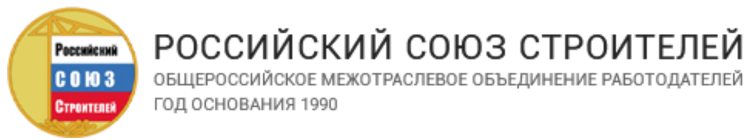 Российский
СОЮЗ
Строителей
РОССИЙСКИЙ СОЮЗ СТРОИТЕЛЕЙ
ОБЩЕРОССИЙСКОЕ МЕЖОТРАСЛЕВОЕ ОБЪЕДИНЕНИЕ РАБОТОДАТЕЛЕЙ
ГОД ОСНОВАНИЯ 1990